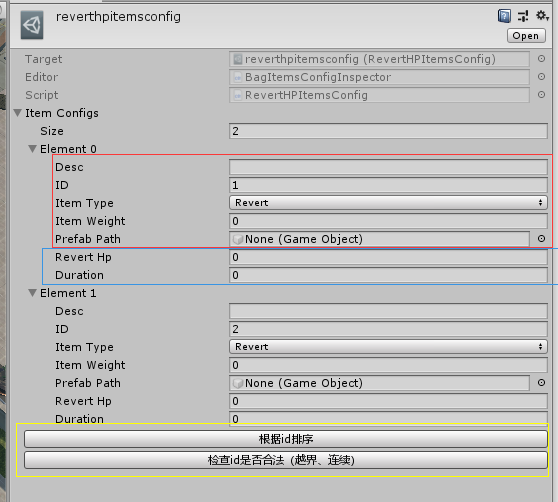 reverthpitemsconfig
Open
Target reverthpitemsconfig (RevertHPItemsConfig)
Editor BagItemsConfigInspector
Script RevertHPItemsConfig
Item Configs
Size 2
Element 0
Desc
ID 1
Item Type Revert
Item Weight 0
Prefab Path None (Game Object)
Revert Hp 0
Duration 0
Element 1
Desc
ID 2
Item Type Revert
Item Weight 0
Prefab Path None (Game Object)
Revert Hp 0
Duration 0
根据id排序
检查id是否合法 (越界、连续)